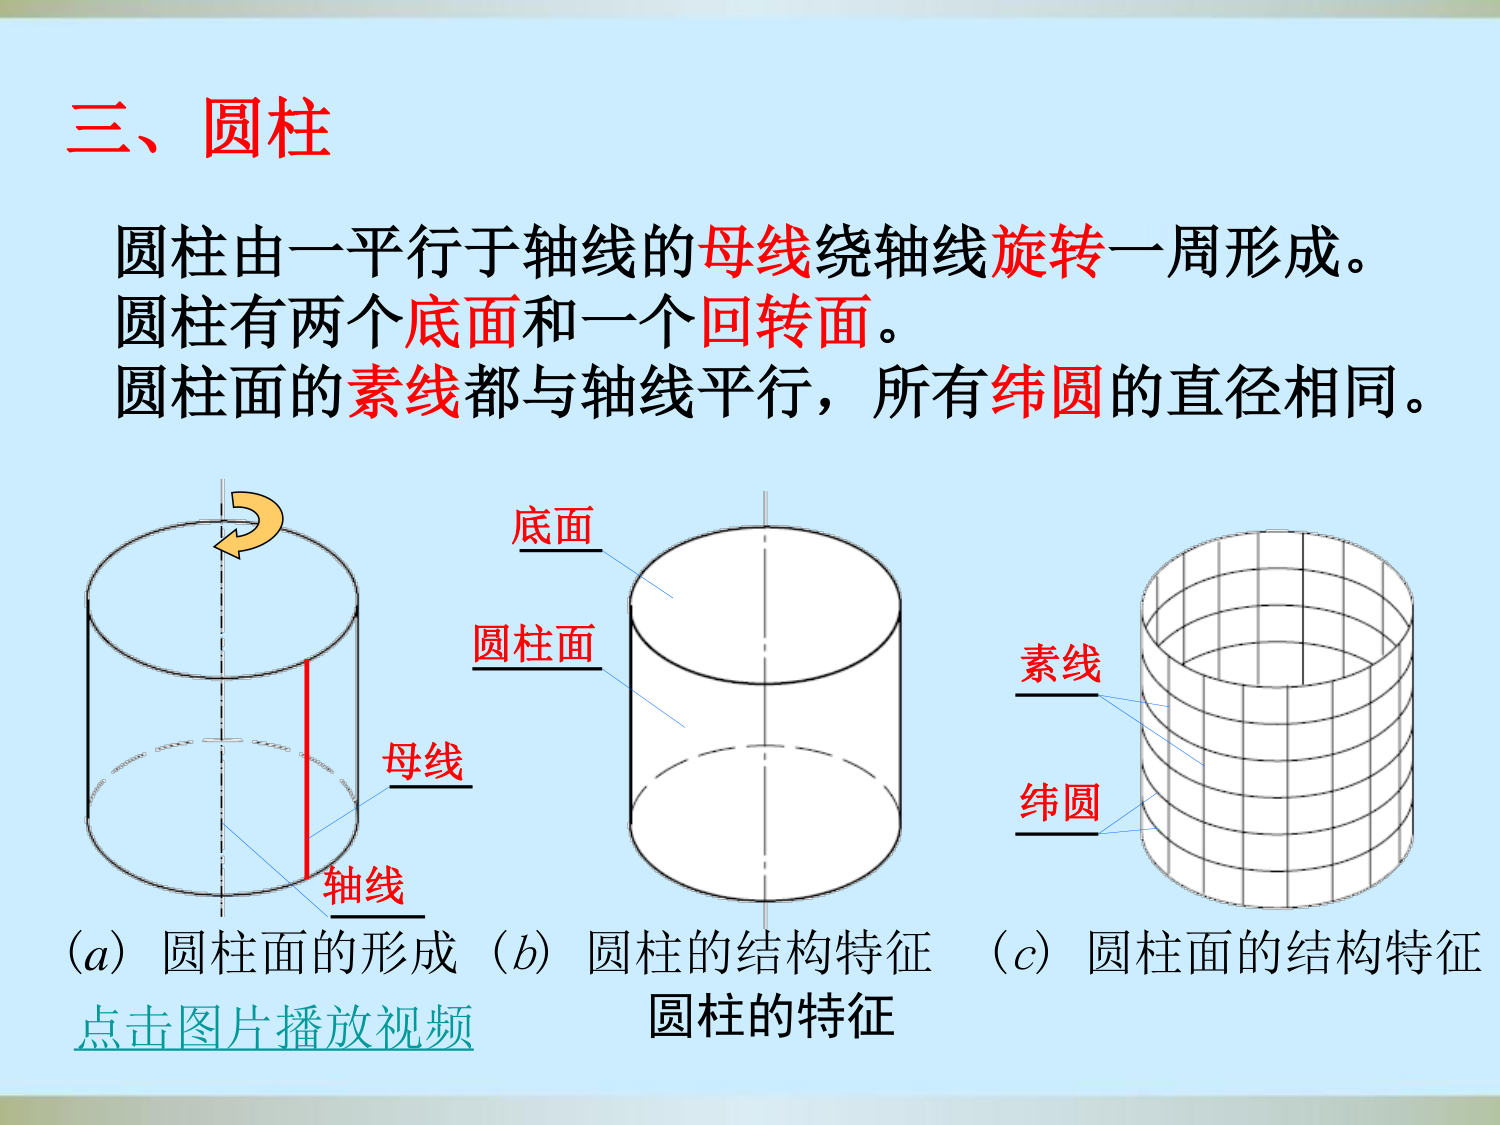 三、圆柱
圆柱由一平行于轴线的母线绕轴线旋转一周形成。
圆柱有两个底面和一个回转面。
圆柱面的素线都与轴线平行，所有纬圆的直径相同。
底面
圆柱面
素线
母线
纬圆
轴线
(a) 圆柱面的形成
(b) 圆柱的结构特征
(c) 圆柱面的结构特征
点击图片播放视频
圆柱的特征